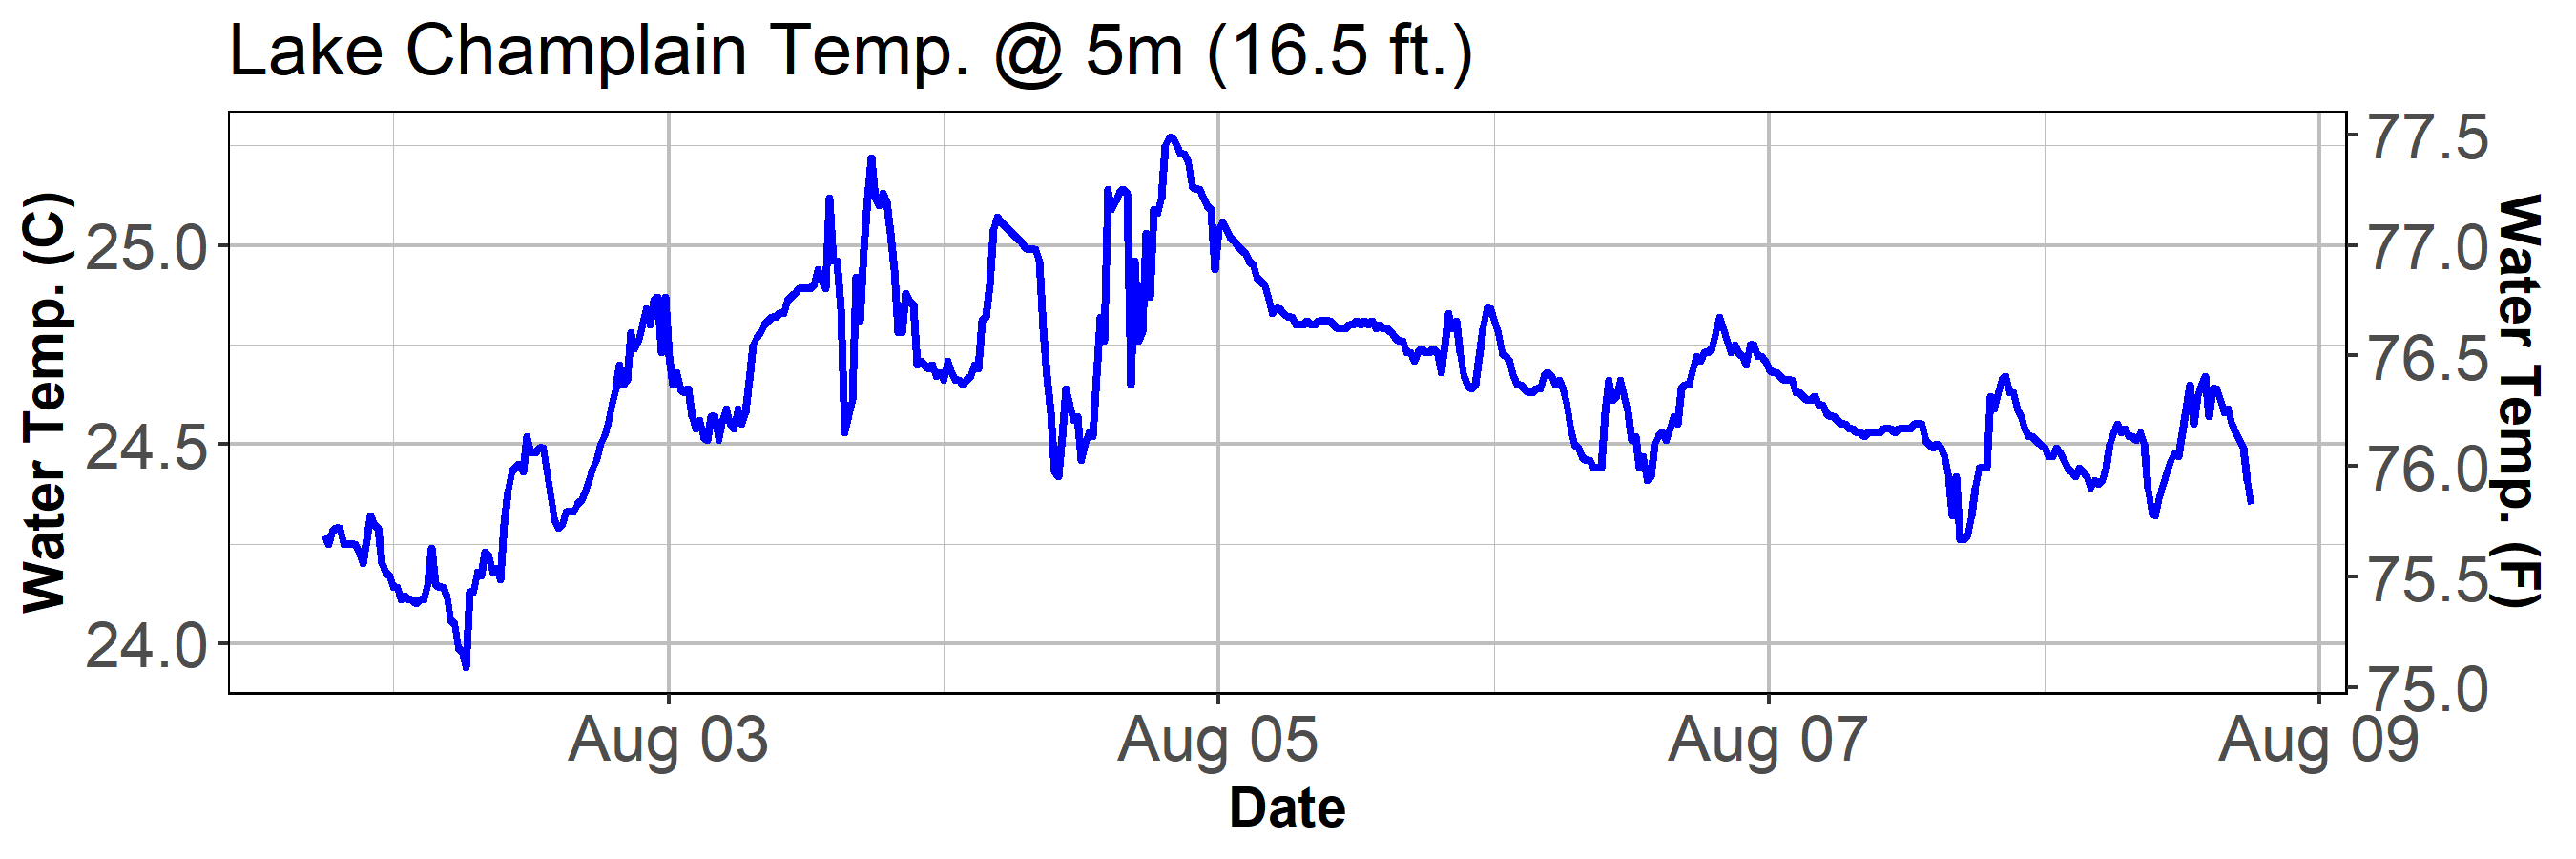 Lake Champlain Temp. @ 5m (16.5 ft.)
Water Temp. (C)
25.0
24.5
24.0
77.5
77.0
76.5
76.0
75.5
75.0
Water Temp. (F)
Aug 03 Aug 05 Aug 07 Aug 09
Date